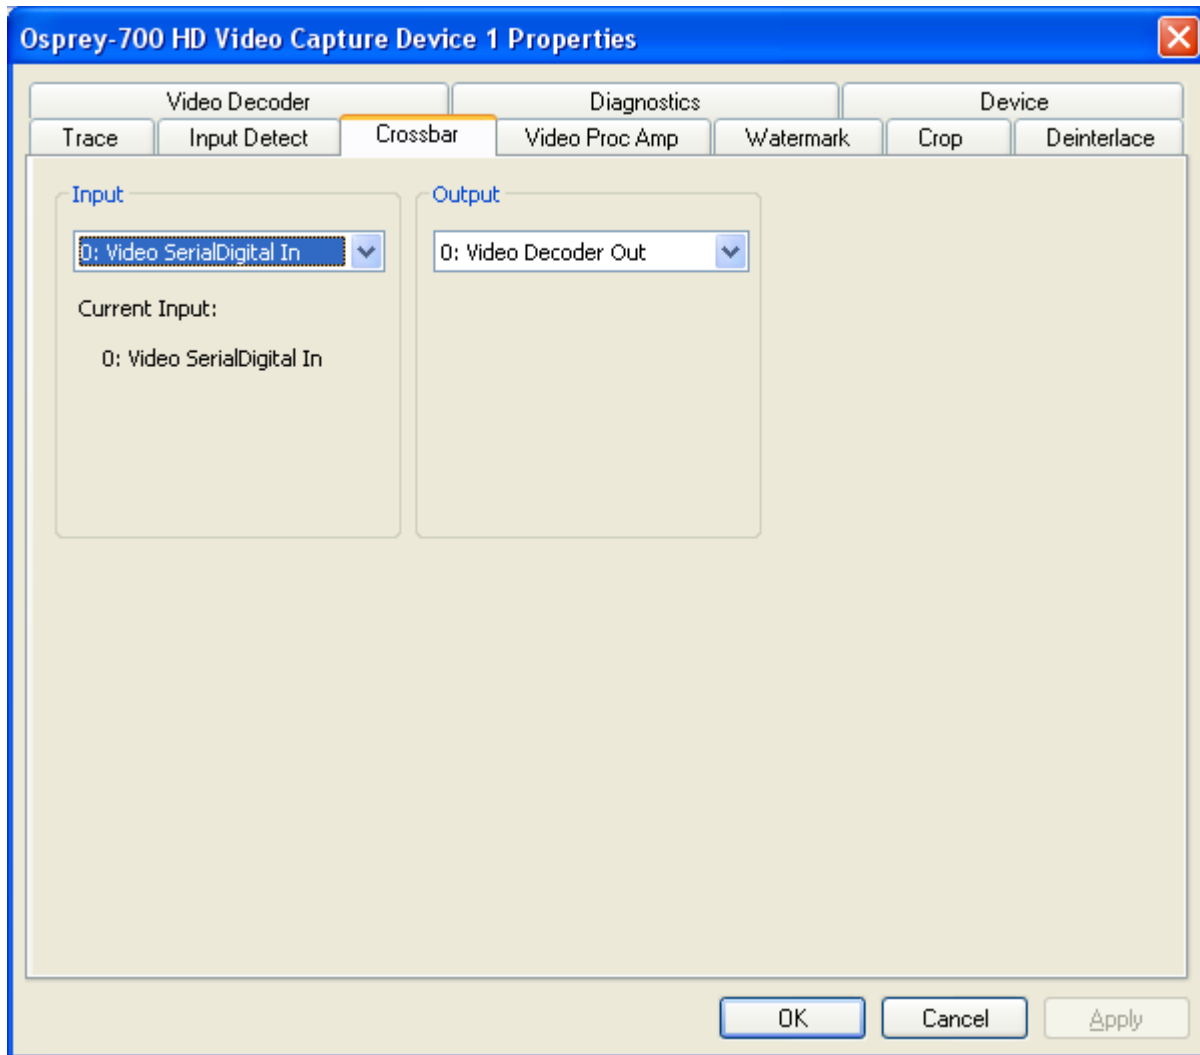 Osprey-700 HD Video Capture Device 1 Properties
Video Decoder Diagnostics Device
Trace Input Detect Crossbar Video Proc Amp Watermark Crop Deinterlace
Input Output
0: Video SerialDigital In 0: Video Decoder Out
Current Input:
0: Video SerialDigital In
OK Cancel Apply